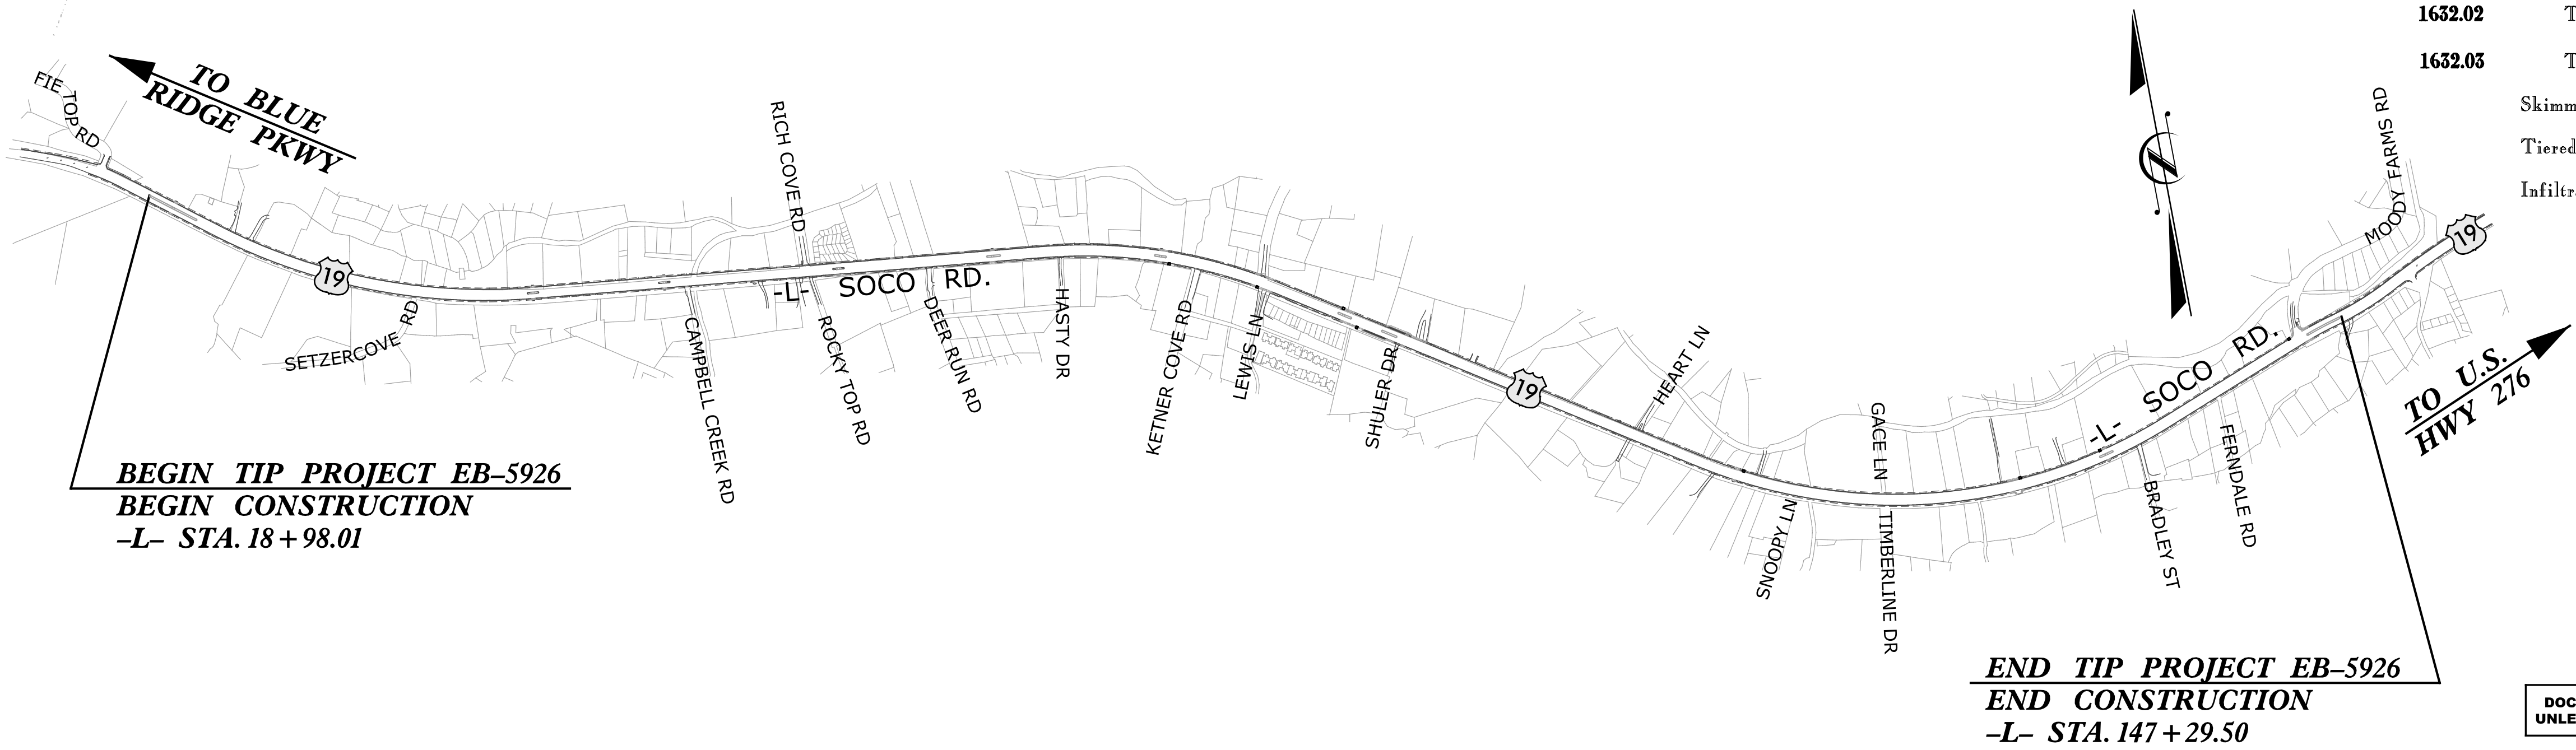 1632.02 T
1632.03 T
Skimm
Tiered
Infiltr
TO BLUE
RIDGE PKWY
FIE TOP RD
RICH COVE RD
MOODY FARMS RD
N
19
19
19
SETZERCOVE RD
-L- SOCO RD.
CAMPBELL CREEK RD
ROCKY TOP RD
DEER RUN RD
HASTY DR
KETNER COVE RD
LEWIS LN
SHULER DR
HEART LN
SNOOPY LN
GACE LN
TIMBERLINE DR
-L- SOCO RD.
BRADLEY ST
FERNDALE RD
TO U.S.
HWY 276
BEGIN TIP PROJECT EB–5926
BEGIN CONSTRUCTION
–L– STA. 18+98.01
END TIP PROJECT EB–5926
END CONSTRUCTION
–L– STA. 147+29.50
DOC
UNLE